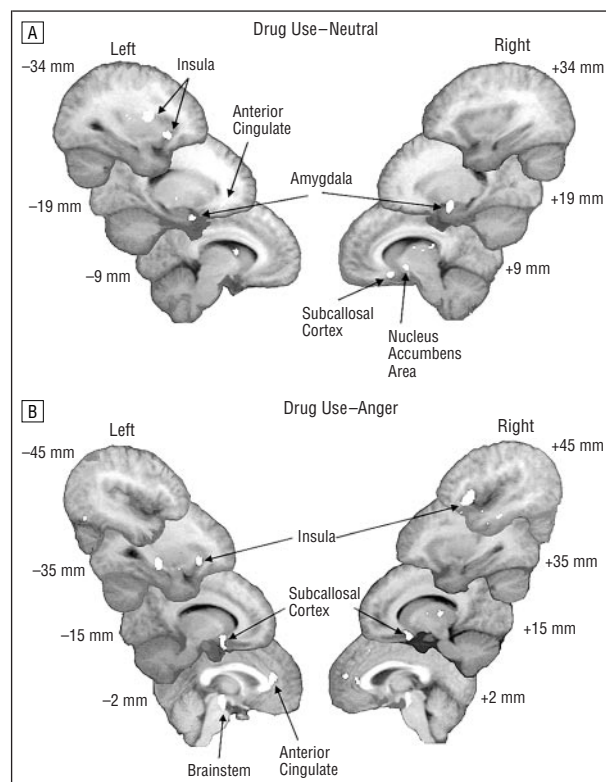 A
Drug Use–Neutral
Left
Right
–34 mm
+34 mm
Insula
Anterior
Cingulate
Amygdala
–19 mm
+19 mm
–9 mm
+9 mm
Subcallosal
Cortex
Nucleus
Accumbens
Area
B
Drug Use–Anger
Left
Right
–45 mm
+45 mm
Insula
–35 mm
+35 mm
Subcallosal
Cortex
–15 mm
+15 mm
–2 mm
+2 mm
Brainstem
Anterior
Cingulate